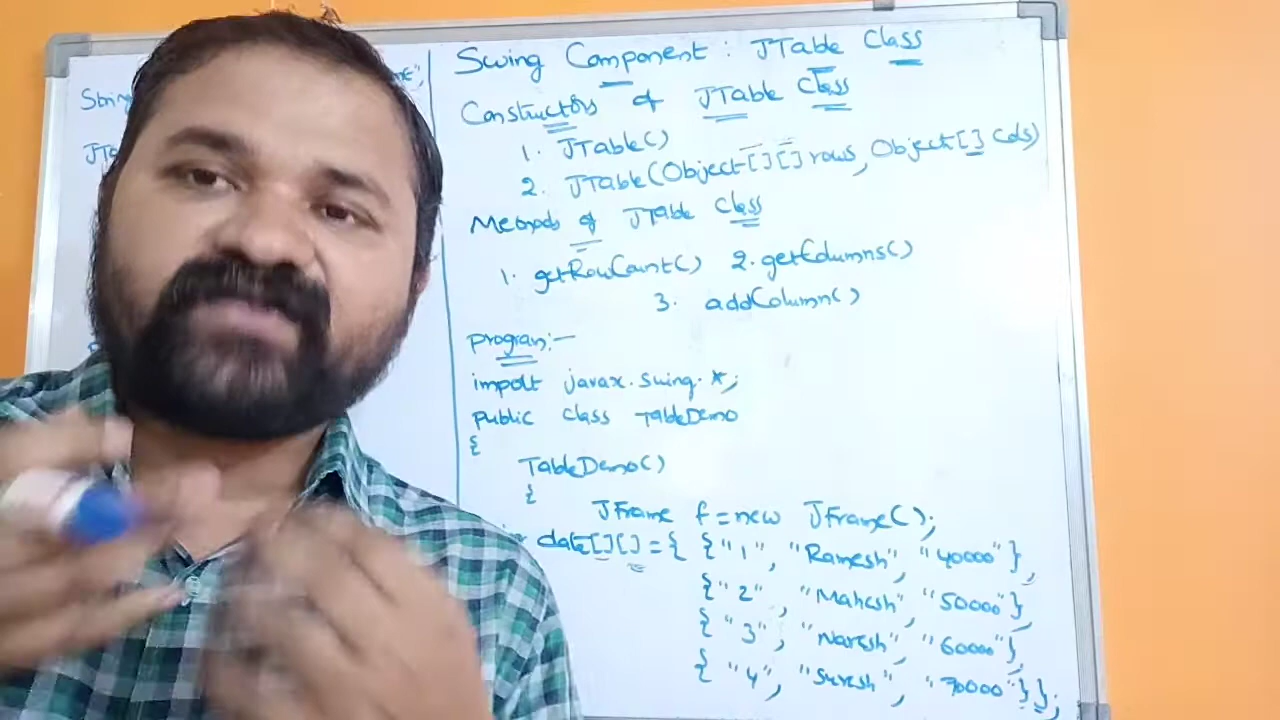 Strin
JTa
Swing Component : JTable Class
Constructors of JTable Class
1. JTable()
2. JTable(Object[][] rows, Object[] cols)
Methods of JTable Class
1. getRowCount() 2. getColumns()
3. addColumn()
program:-
import javax.swing.*;
public class TableDemo
{
TableDemo()
{
JFrame f=new JFrame();
data[][]={ {"1", "Ramesh", "40000"},
{"2", "Mahesh", "50000"},
{"3", "Naresh", "60000"},
{"4", "Suresh", "70000"}};